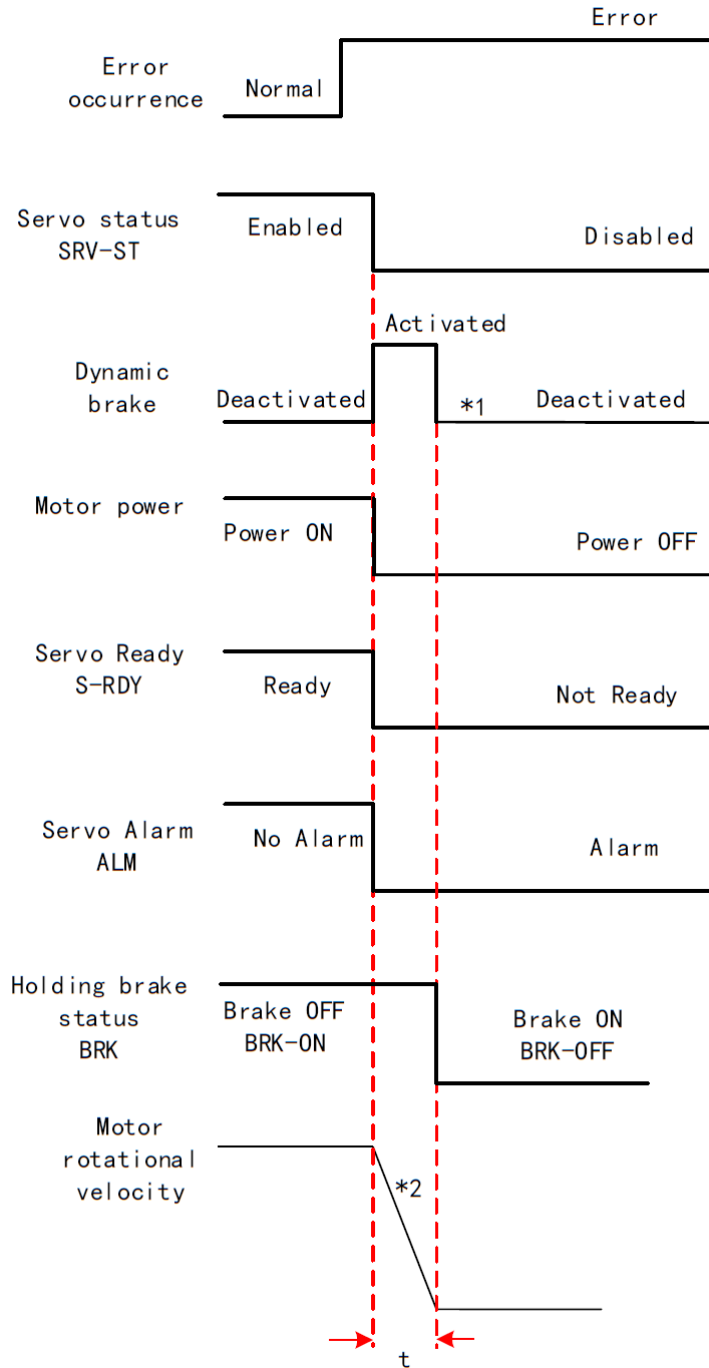 Error
Error
occurrence
Normal
Servo status
SRV-ST
Enabled
Disabled
Activated
Dynamic
brake
Deactivated
*1
Deactivated
Motor power
Power ON
Power OFF
Servo Ready
S-RDY
Ready
Not Ready
Servo Alarm
ALM
No Alarm
Alarm
Holding brake
status
BRK
Brake OFF
BRK-ON
Brake ON
BRK-OFF
Motor
rotational
velocity
*2
t